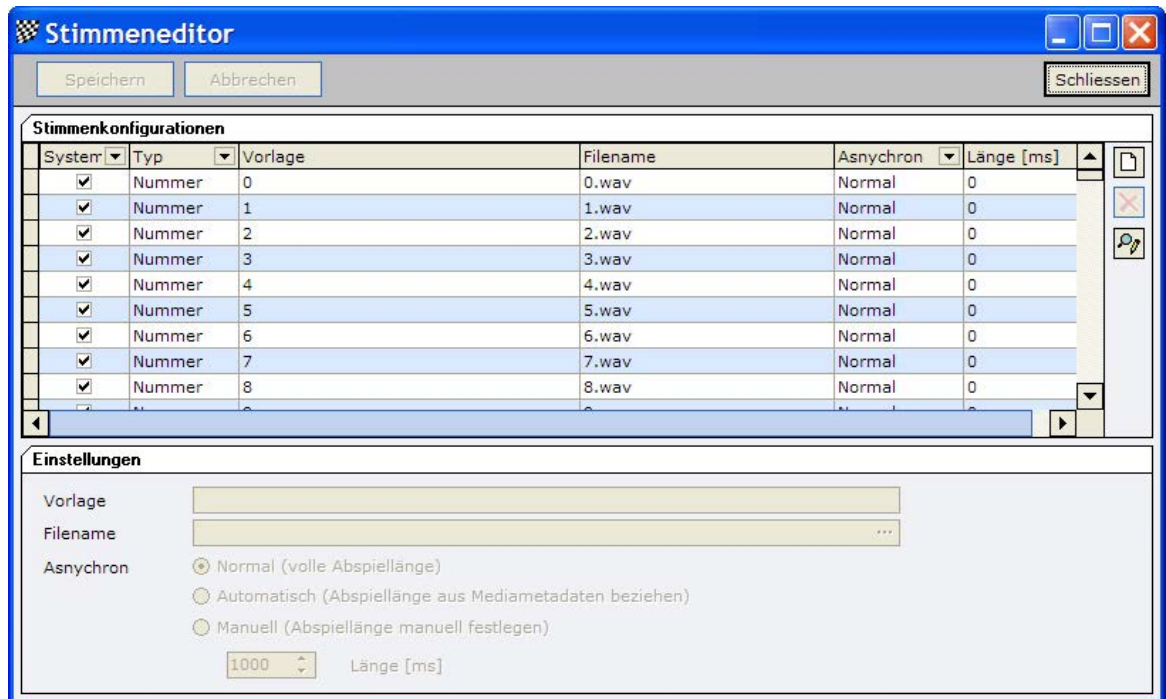 Stimmeneditor
Speichern Abbrechen Schliessen
Stimmenkonfigurationen
System Typ Vorlage Filename Asnychron Länge [ms]
Nummer 0 0.wav Normal 0
Nummer 1 1.wav Normal 0
Nummer 2 2.wav Normal 0
Nummer 3 3.wav Normal 0
Nummer 4 4.wav Normal 0
Nummer 5 5.wav Normal 0
Nummer 6 6.wav Normal 0
Nummer 7 7.wav Normal 0
Nummer 8 8.wav Normal 0
Einstellungen
Vorlage
Filename ...
Asnychron Normal (volle Abspiellänge)
Automatisch (Abspiellänge aus Mediametadaten beziehen)
Manuell (Abspiellänge manuell festlegen)
1000 Länge [ms]